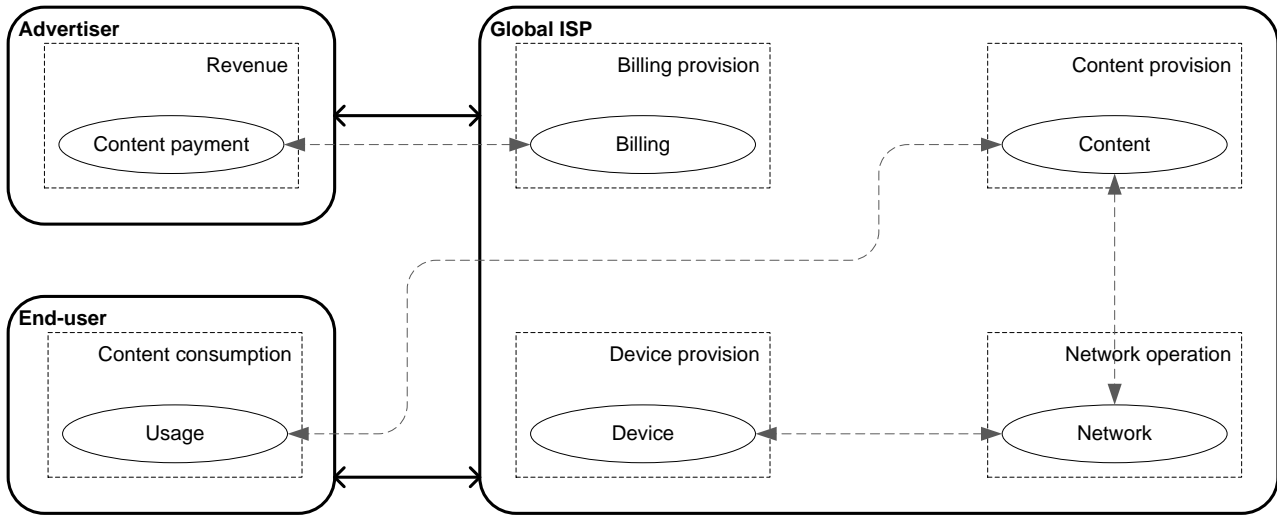 Advertiser
Revenue
Content payment
Global ISP
Billing provision
Billing
Content provision
Content
End-user
Content consumption
Usage
Device provision
Device
Network operation
Network